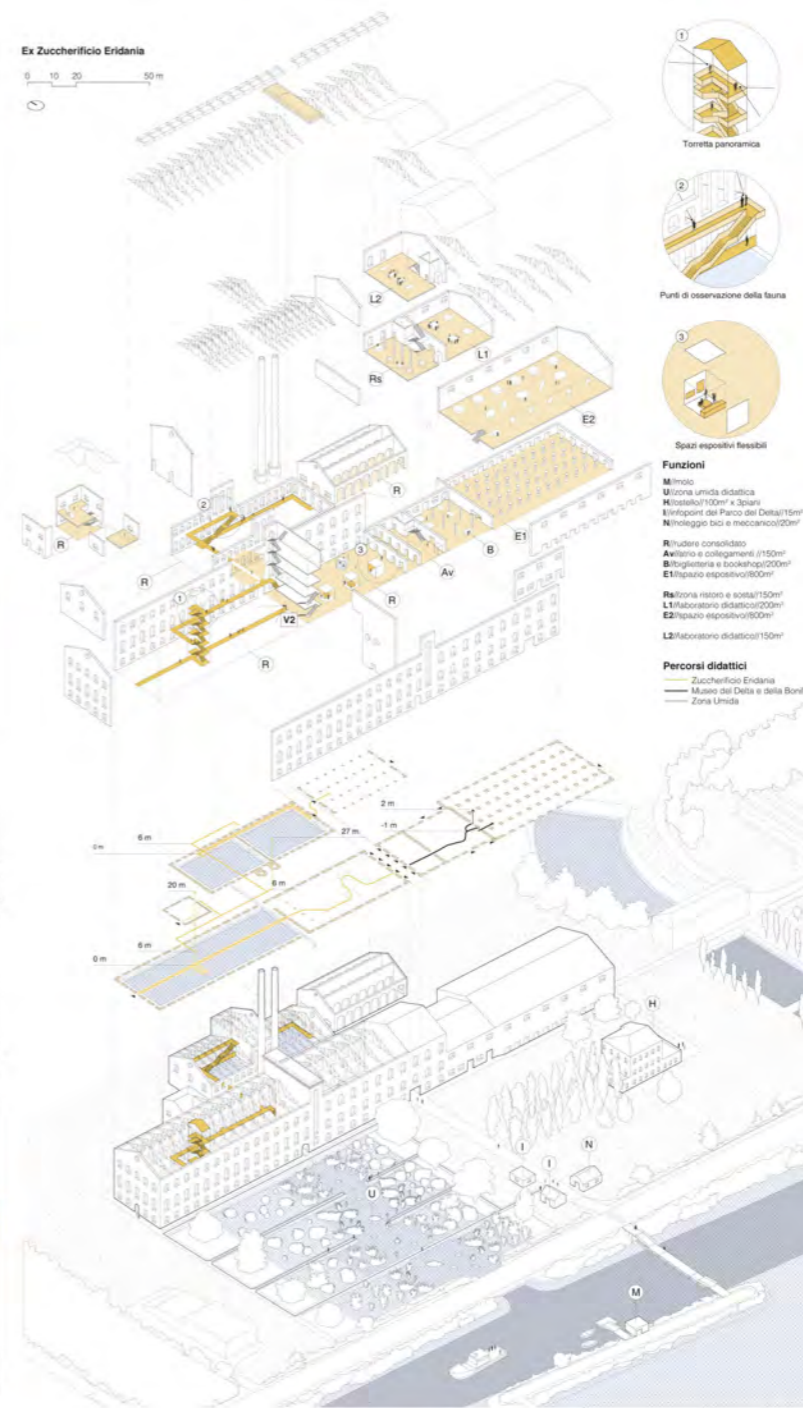 Ex Zuccherificio Eridania
0 10 20 50 m
1
Torretta panoramica
2
Punti di osservazione della fauna
3
Spazi espositivi flessibili
Funzioni
M//molo
U//zona umida didattica
H//ostello//100m² x 3piani
I//infopoint del Parco del Delta//15m²
N//noleggio bici e meccanico//20m²
R//rudere consolidato
Av//atrio e collegamenti //150m²
B//biglietteria e bookshop//200m²
E1//spazio espositivo//800m²
Rs//zona ristoro e sosta//150m²
L1//laboratorio didattico//200m²
E2//spazio espositivo//800m²
L2//laboratorio didattico//150m²
Percorsi didattici
Zuccherificio Eridania
Museo del Delta e della
Zona Umida
L2
L1
Rs
E2
R
2
E1
R
B
3
Av
R
1
R
V2
R
2 m
-1 m
6 m
27 m
0 m
6 m
20 m
6 m
0 m
H
I
N
I
U
M